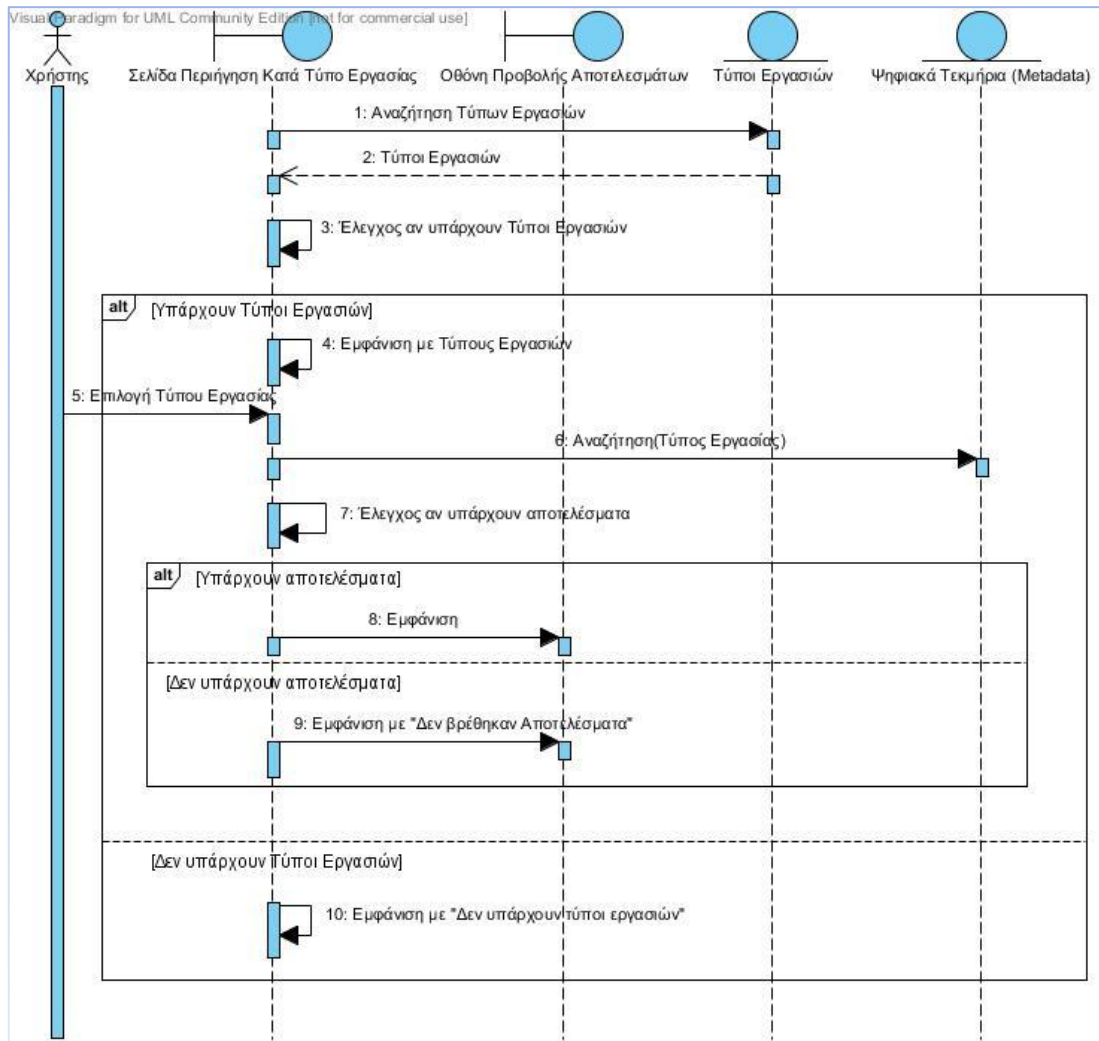 Visual Paradigm for UML Community Edition [not for commercial use]
Χρήστης
Σελίδα Περιήγηση Κατά Τύπο Εργασίας
Οθόνη Προβολής Αποτελεσμάτων
Τύποι Εργασιών
Ψηφιακά Τεκμήρια (Metadata)
1: Αναζήτηση Τύπων Εργασιών
2: Τύποι Εργασιών
3: Έλεγχος αν υπάρχουν Τύποι Εργασιών
alt
[Υπάρχουν Τύποι Εργασιών]
4: Εμφάνιση με Τύπους Εργασιών
5: Επιλογή Τύπου Εργασίας
6: Αναζήτηση(Τύπος Εργασίας)
7: Έλεγχος αν υπάρχουν αποτελέσματα
alt
[Υπάρχουν αποτελέσματα]
8: Εμφάνιση
[Δεν υπάρχουν αποτελέσματα]
9: Εμφάνιση με "Δεν βρέθηκαν Αποτελέσματα"
[Δεν υπάρχουν Τύποι Εργασιών]
10: Εμφάνιση με "Δεν υπάρχουν τύποι εργασιών"